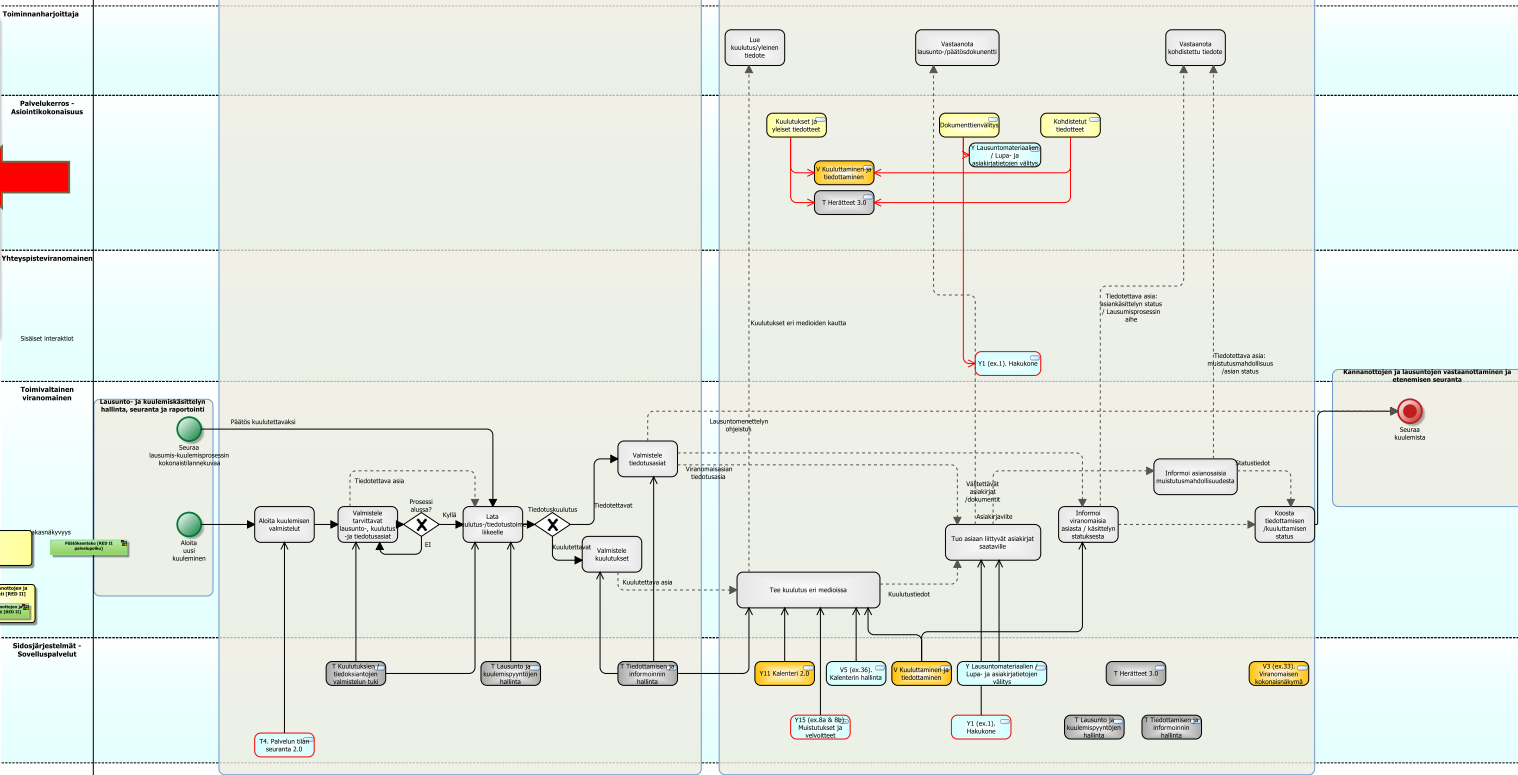 Toiminnanharjoittaja
Lue
kuulutus/yleinen
tiedote
Vastaanota
lausunto-/päätösdokunentti
Vastaanota
kohdistettu tiedote
Palvelukerros -
Asiointikokonaisuus
Kuulutukset ja
yleiset tiedotteet
Dokumenttienvälitys
Kohdistetut
tiedotteet
Y Lausuntomateriaalien
/ Lupa- ja
asiakirjatietojen välitys
V Kuuluttaminen ja
tiedottaminen
T Herätteet 3.0
Yhteyspisteviranomainen
Sisäiset interaktiot
Kuulutukset eri medioiden kautta
Tiedotettava asia:
asiankäsittelyn status
/ Lausumisprosessin
aihe
Tiedotettava asia:
muistutusmahdollisuus
/asian status
Y1 (ex.1). Hakukone
Toimivaltainen
viranomainen
Lausunto- ja kuulemiskäsittelyn
hallinta, seuranta ja raportointi
Kannanottojen ja lausuntojen vastaanottaminen ja
etenemisen seuranta
Päätös kuulutettavaksi
Seuraa
lausumis-kuulemisprosessin
kokonaistilannekuvaa
Lausuntomenettelyn
ohjeistus
Seuraa
kuulemista
Valmistele
tiedotusasiat
Viranomaisasian
tiedotusasia
Tiedotettava asia
Välitettävät
asiakirjat
/dokumentit
Informoi asianosaisia
muistutusmahdollisuudesta
Statustiedot
Aloita
uusi
kuuleminen
Aloita kuulemisen
valmistelut
Valmistele
tarvittavat
lausunto-, kuulutus
-ja tiedotusasiat
Prosessi
alussa?
Kyllä
EI
Lata
liikeelle
Tiedotuskuulutus
Tiedotettavat
Kuulutettavat
Valmistele
kuulutukset
Kuulutettava asia
Asiakirjaviite
Tuo asiaan liittyvät asiakirjat
saataville
Informoi
viranomaisia
asiasta / käsittelyn
statuksesta
Koosta
tiedottamisen
/kuuluttamisen
status
Päätöksenteko [RED II
palvelupolku]
Tee kuulutus eri medioissa
Kuulutustiedot
Sidosjärjestelmät -
Sovelluspalvelut
T Kuulutuksien /
tiedoksiantojen
valmistelun tuki
T Lausunto ja
kuulemispyyntöjen
hallinta
T Tiedottamisen ja
informoinnin
hallinta
Y11 Kalenteri 2.0
V5 (ex.36).
Kalenterin hallinta
V Kuuluttaminen ja
tiedottaminen
Y Lausuntomateriaalien /
Lupa- ja asiakirjatietojen
välitys
T Herätteet 3.0
V3 (ex.33).
Viranomaisen
kokonaisnäkymä
Y15 (ex.8a & 8b).
Muistutukset ja
velvoitteet
Y1 (ex.1).
Hakukone
T Lausunto ja
kuulemispyyntöjen
hallinta
T Tiedottamisen ja
informoinnin
hallinta
T4. Palvelun tilan
seuranta 2.0